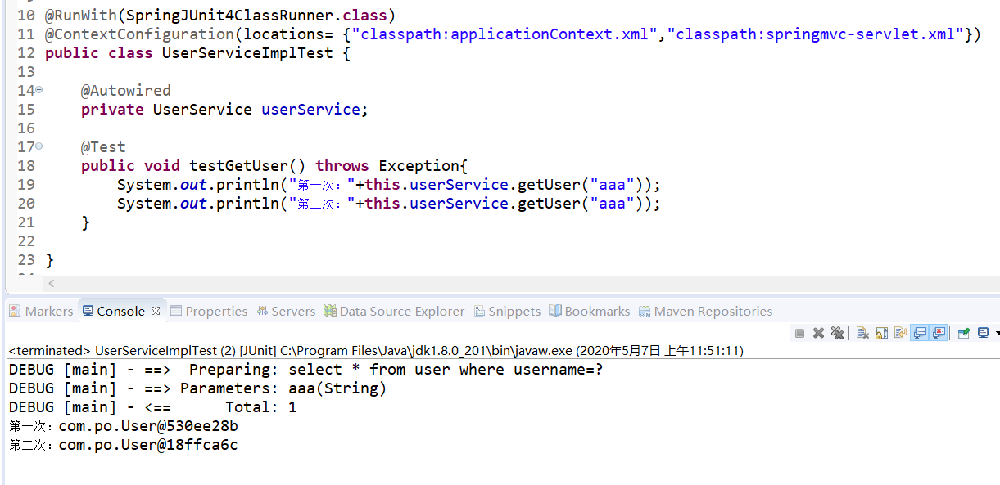 10 @RunWith(SpringJUnit4ClassRunner.class)
11 @ContextConfiguration(locations= {"classpath:applicationContext.xml","classpath:springmvc-servlet.xml"})
12 public class UserServiceImplTest {
13
14 @Autowired
15 private UserService userService;
16
17 @Test
18 public void testGetUser() throws Exception{
19 System.out.println("第一次："+this.userService.getUser("aaa"));
20 System.out.println("第二次："+this.userService.getUser("aaa"));
21 }
22
23 }
Markers Console Properties Servers Data Source Explorer Snippets Bookmarks Maven Repositories
<terminated> UserServiceImplTest (2) [JUnit] C:\Program Files\Java\jdk1.8.0_201\bin\javaw.exe (2020年5月7日 上午11:51:11)
DEBUG [main] - ==>  Preparing: select * from user where username=?
DEBUG [main] - ==> Parameters: aaa(String)
DEBUG [main] - <==      Total: 1
第一次：com.po.User@530ee28b
第二次：com.po.User@18ffca6c